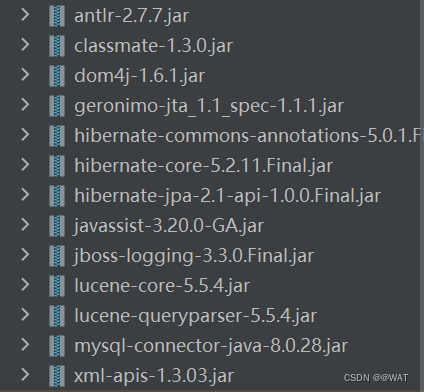 antlr-2.7.7.jar
classmate-1.3.0.jar
dom4j-1.6.1.jar
geronimo-jta_1.1_spec-1.1.1.jar
hibernate-commons-annotations-5.0.1.Fi
hibernate-core-5.2.11.Final.jar
hibernate-jpa-2.1-api-1.0.0.Final.jar
javassist-3.20.0-GA.jar
jboss-logging-3.3.0.Final.jar
lucene-core-5.5.4.jar
lucene-queryparser-5.5.4.jar
mysql-connector-java-8.0.28.jar
xml-apis-1.3.03.jar
CSDN @@WAT